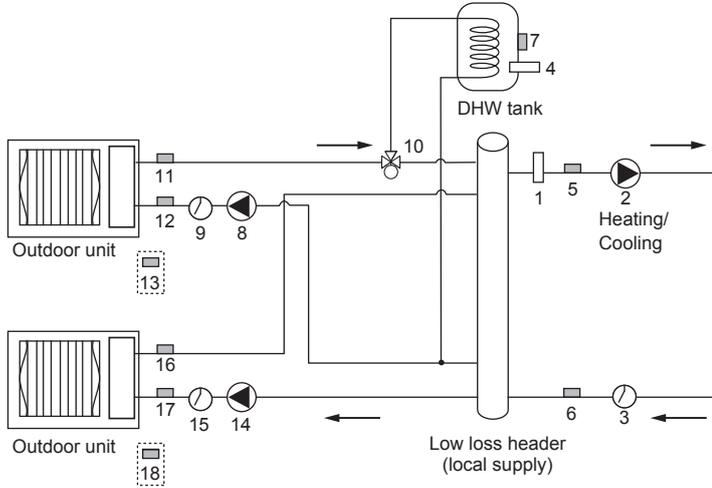 7
4
DHW tank
10
11
12
9
8
Outdoor unit
13
1
5
2
Heating/
Cooling
16
17
15
14
Outdoor unit
18
6
3
Low loss header
(local supply)